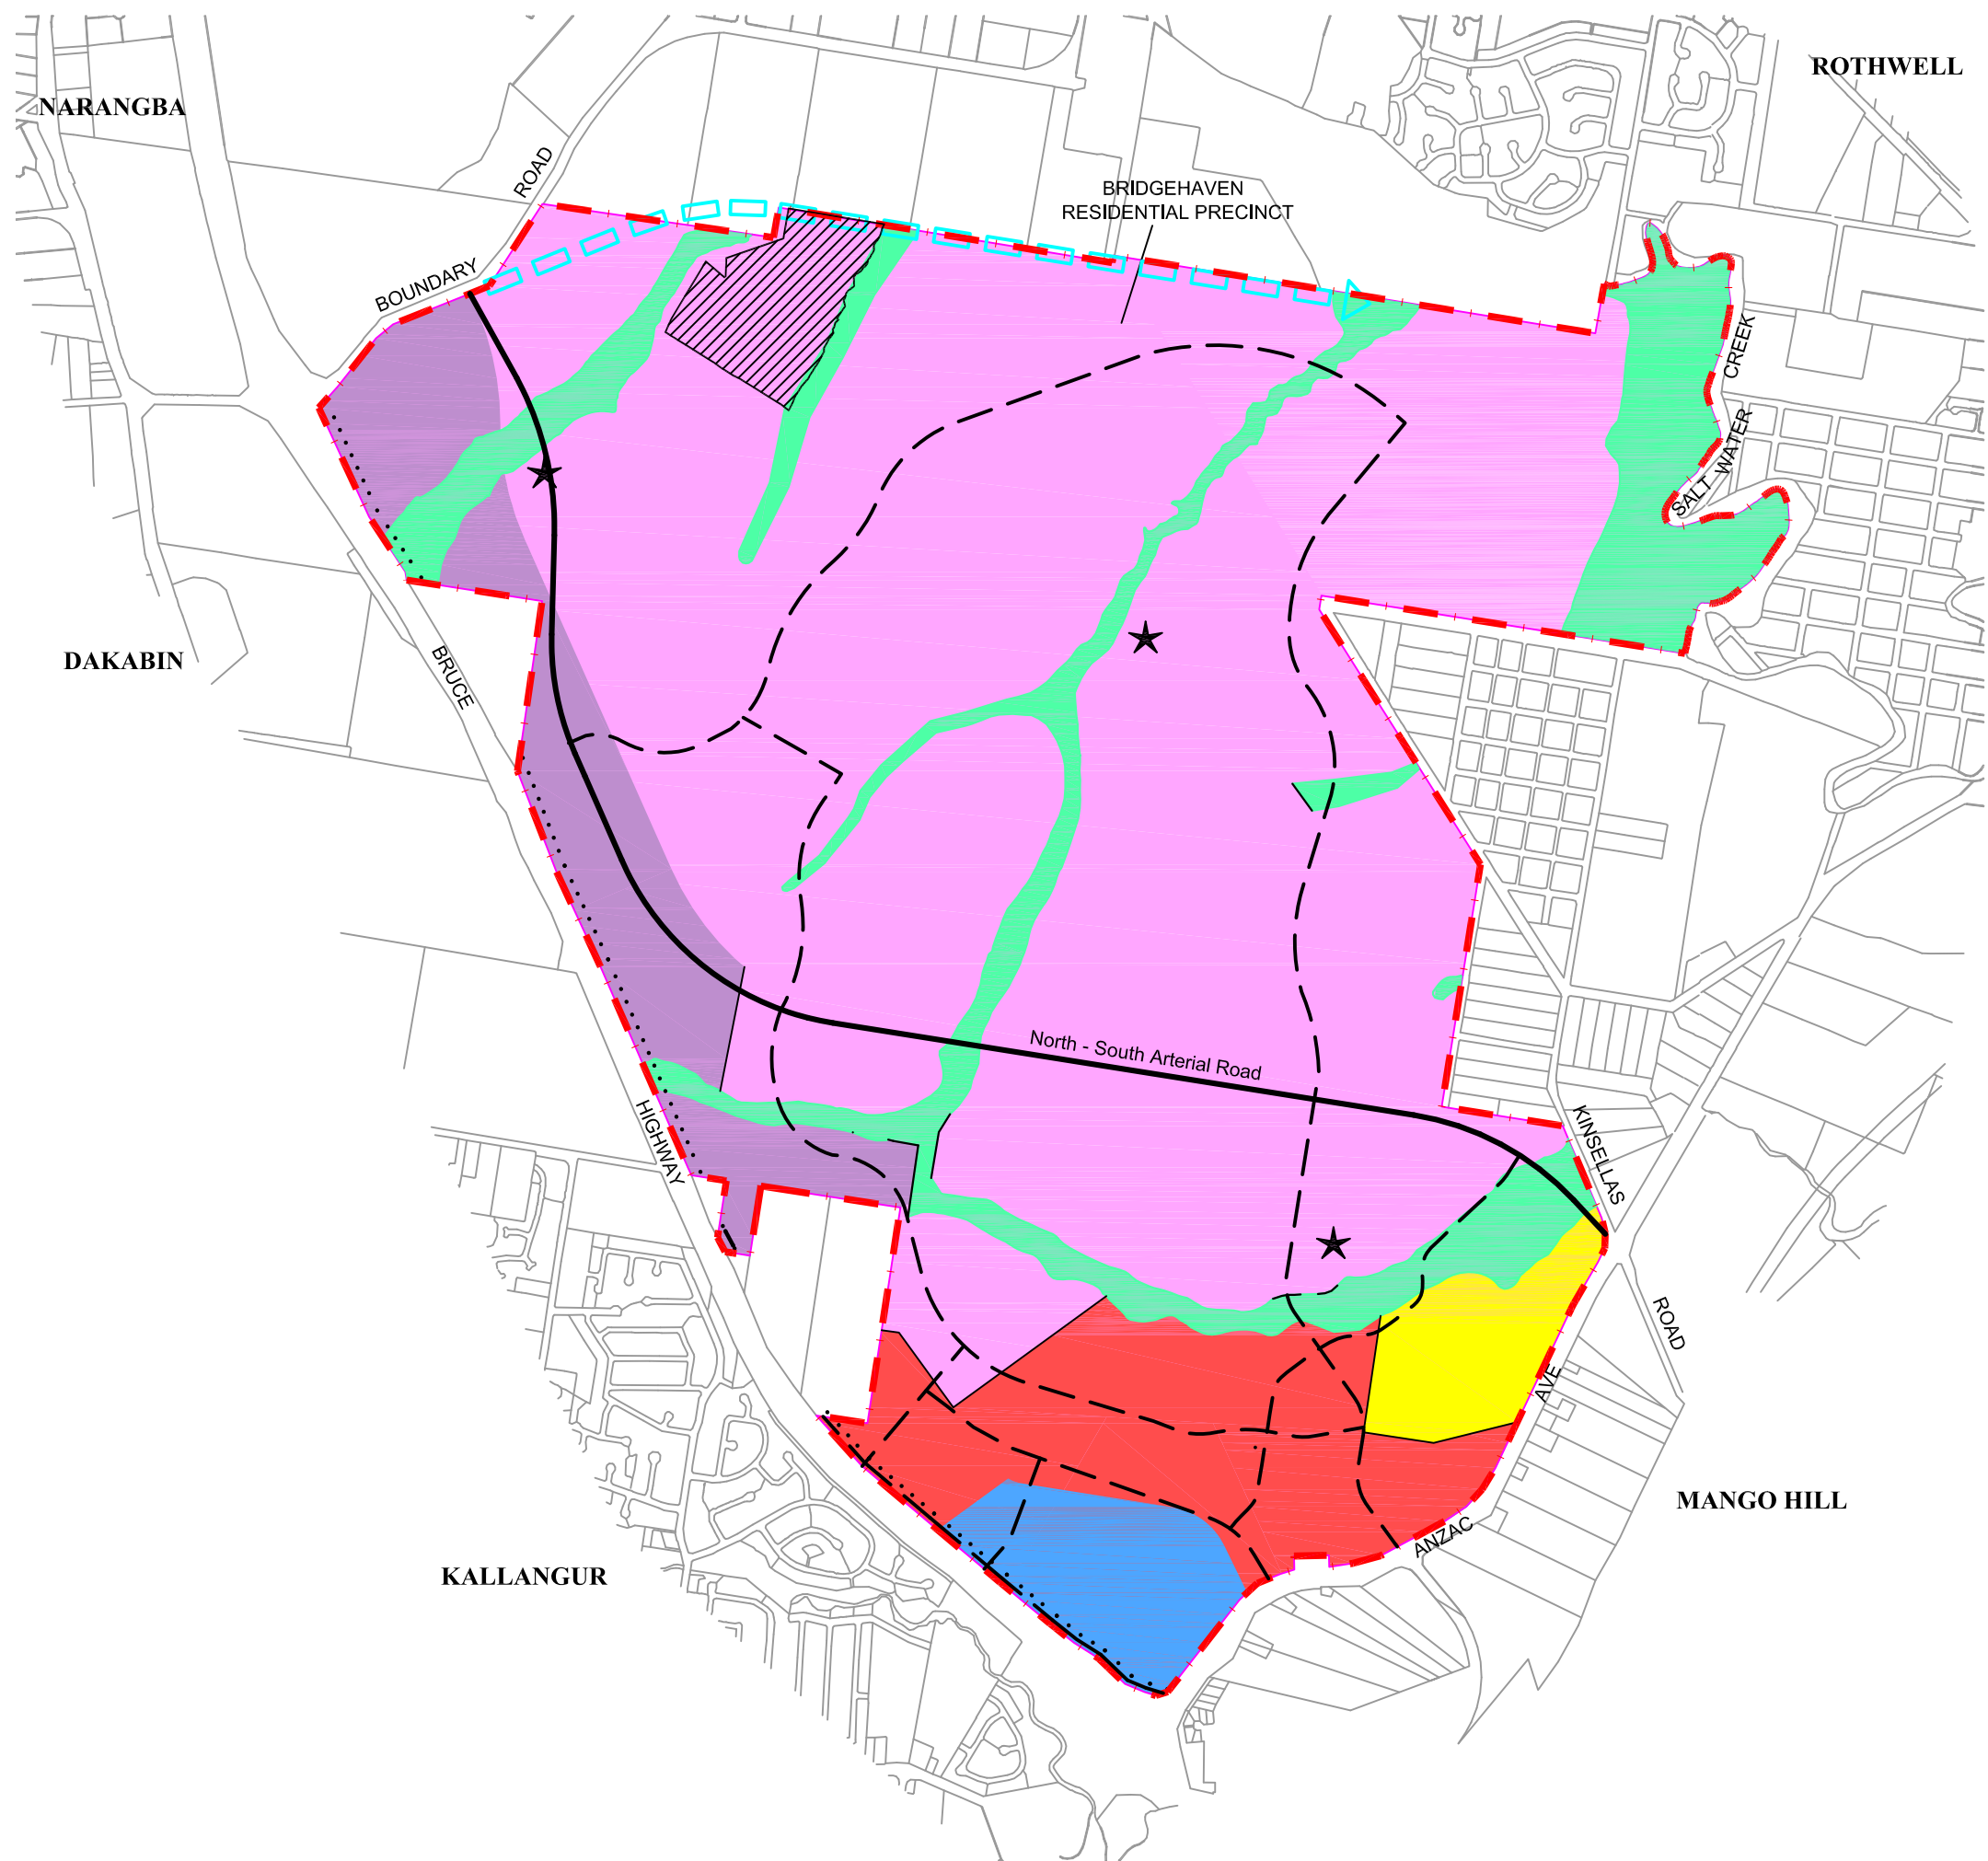 ROTHWELL
NARANGBA
ROAD
BRIDGEHAVEN
RESIDENTIAL PRECINCT
BOUNDARY
CREEK
SALT WATER
DAKABIN
BRUCE
North - South Arterial Road
HIGHWAY
KINSELLAS
ROAD
AVE
MANGO HILL
ANZAC
KALLANGUR